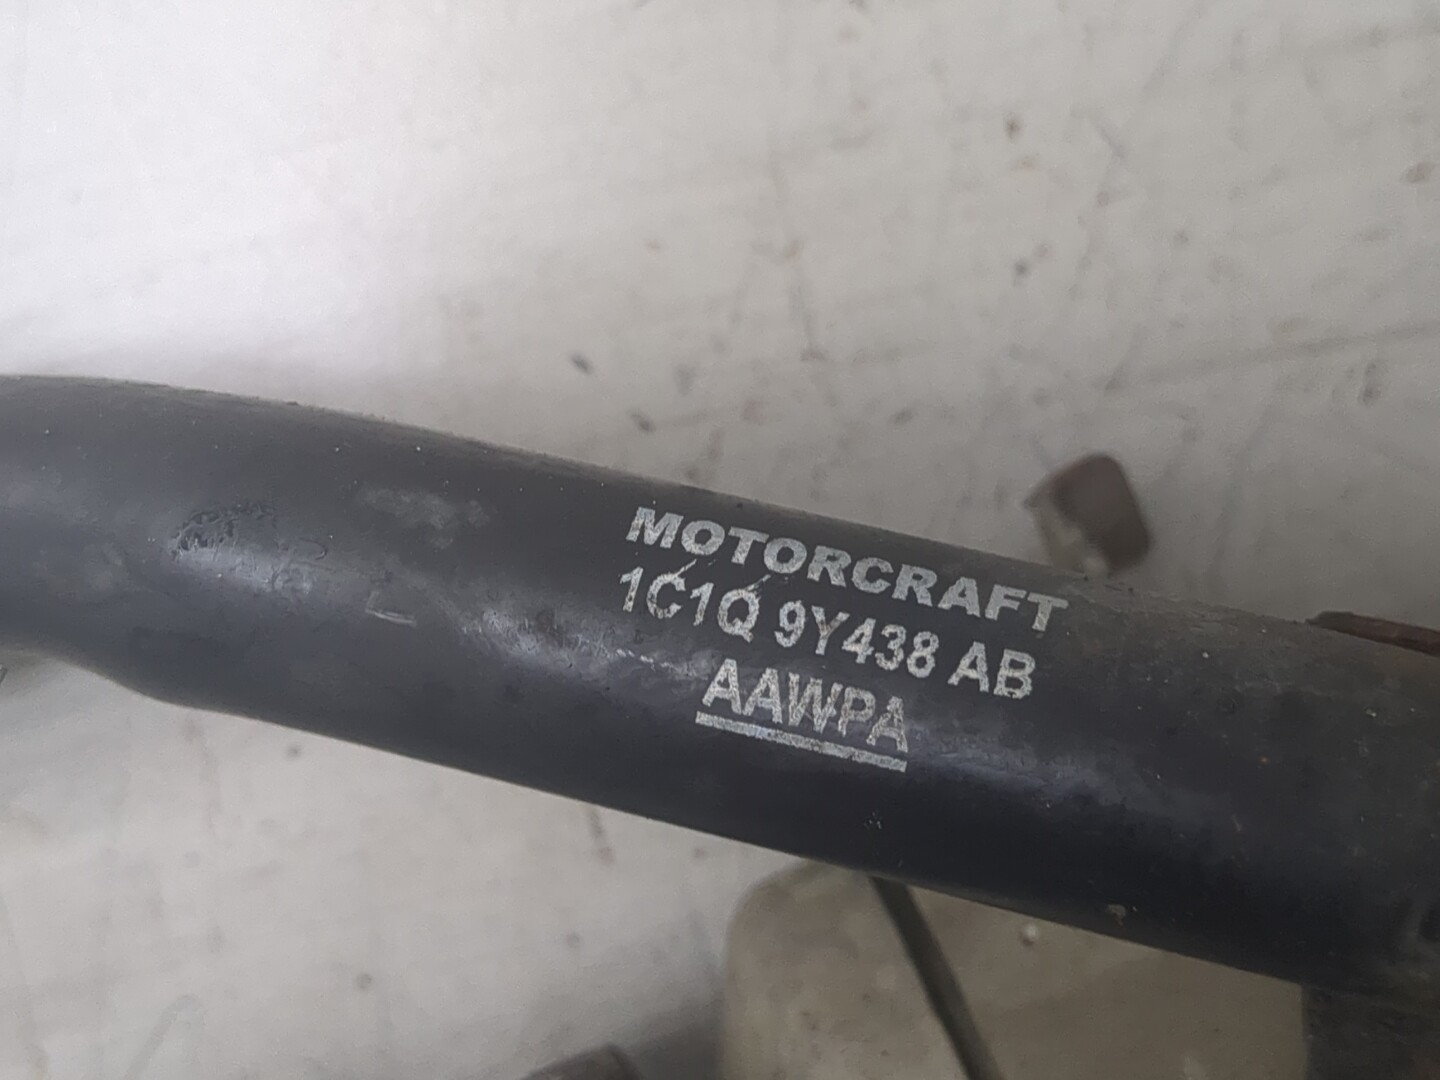 MOTORCRAFT
1C1Q 9Y438 AB
AAWPA